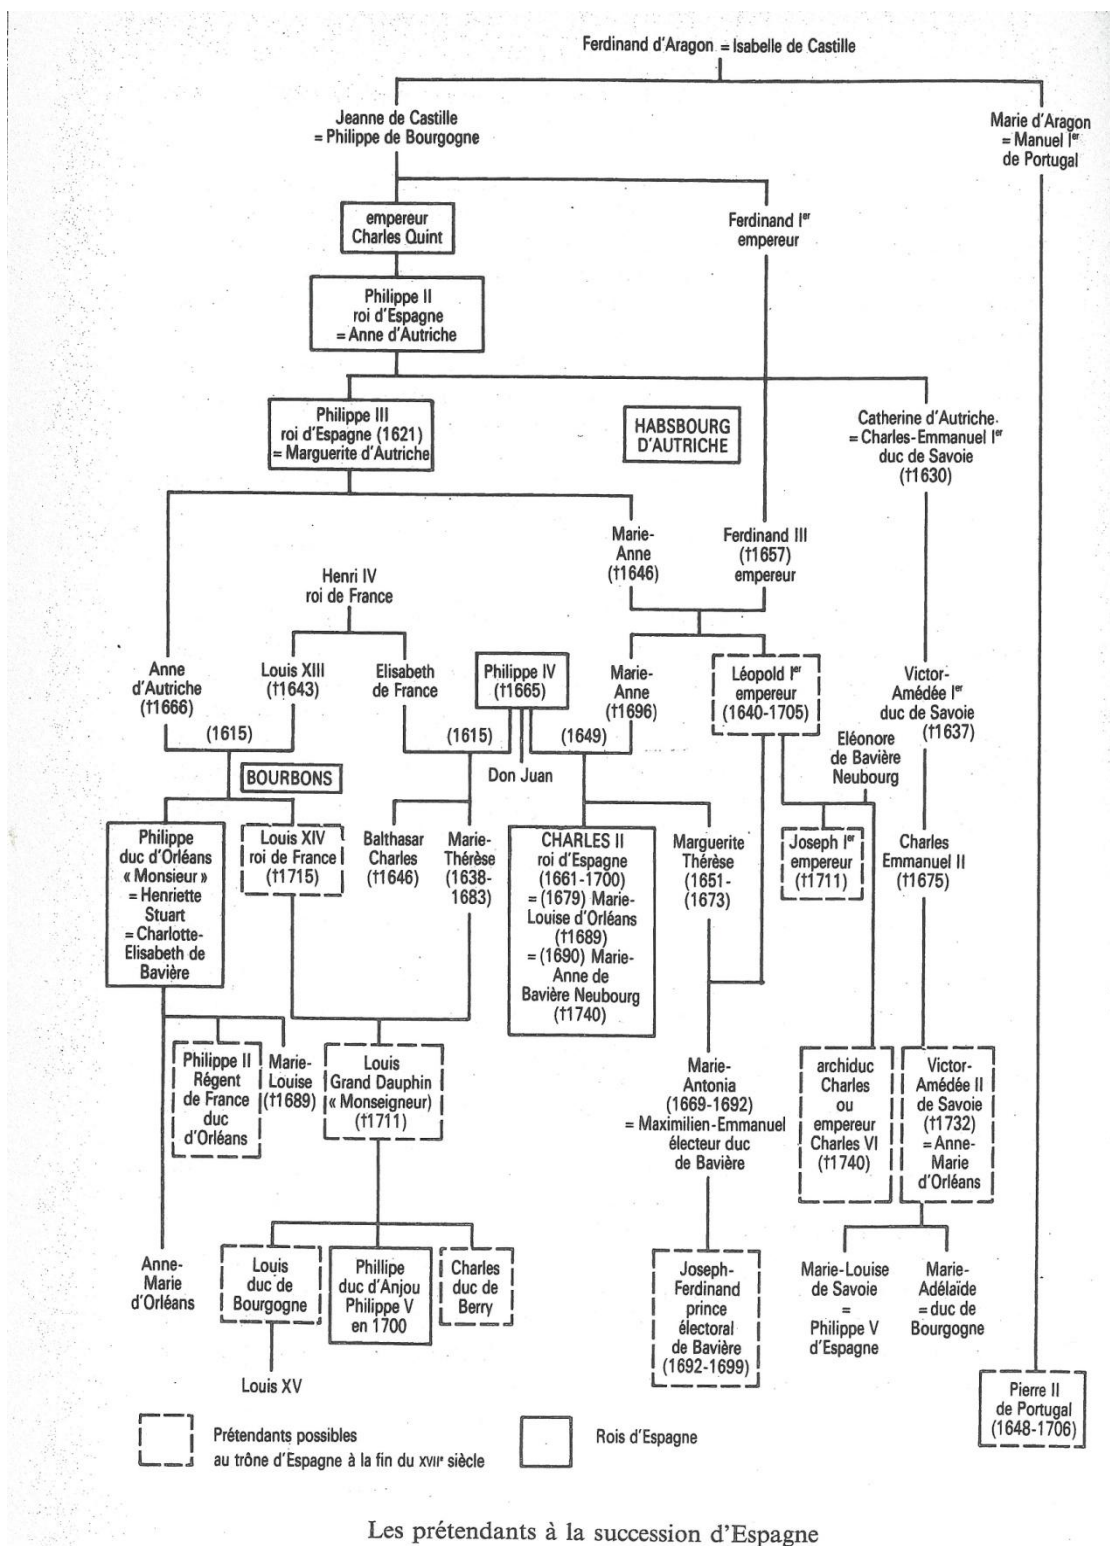 Ferdinand d'Aragon = Isabelle de Castille
Jeanne de Castille
= Philippe de Bourgogne
Marie d'Aragon
= Manuel Ier
de Portugal
empereur
Charles Quint
Ferdinand Ier
empereur
Philippe II
roi d'Espagne
= Anne d'Autriche
Philippe III
roi d'Espagne (1621)
= Marguerite d'Autriche
HABSBOURG
D'AUTRICHE
Catherine d'Autriche
= Charles-Emmanuel Ier
duc de Savoie
(†1630)
Marie-
Anne
(†1646)
Ferdinand III
(†1657)
empereur
Henri IV
roi de France
Anne
d'Autriche
(†1666)
Louis XIII
(†1643)
Elisabeth
de France
Philippe IV
(†1665)
Marie-
Anne
(†1696)
Léopold Ier
empereur
(1640-1705)
Victor-
Amédée Ier
duc de Savoie
(†1637)
(1615)
(1615)
(1649)
Don Juan
Eléonore
de Bavière
Neubourg
BOURBONS
Philippe
duc d'Orléans
« Monsieur »
= Henriette
Stuart
= Charlotte-
Elisabeth de
Bavière
Louis XIV
roi de France
(†1715)
Balthasar
Charles
(†1646)
Marie-
Thérèse
(1638-
1683)
CHARLES II
roi d'Espagne
(1661-1700)
= (1679) Marie-
Louise d'Orléans
(†1689)
= (1690) Marie-
Anne de
Bavière Neubourg
(†1740)
Marguerite
Thérèse
(1651-
(1673)
Joseph Ier
empereur
(†1711)
Charles
Emmanuel II
(†1675)
Philippe II
Régent
de France
duc
d'Orléans
Marie-
Louise
(†1689)
Louis
Grand Dauphin
« Monseigneur)
(†1711)
Marie-
Antonia
(1669-1692)
= Maximilien-Emmanuel
électeur duc
de Bavière
archiduc
Charles
ou
empereur
Charles VI
(†1740)
Victor-
Amédée II
de Savoie
(†1732)
= Anne-
Marie
d'Orléans
Anne-
Marie
d'Orléans
Louis
duc de
Bourgogne
Phillipe
duc d'Anjou
Philippe V
en 1700
Charles
duc de
Berry
Joseph-
Ferdinand
prince
électoral
de Bavière
(1692-1699)
Marie-Louise
de Savoie
=
Philippe V
d'Espagne
Marie-
Adélaïde
= duc de
Bourgogne
Louis XV
Pierre II
de Portugal
(1648-1706)
Prétendants possibles
au trône d'Espagne à la fin du XVIIe siècle
Rois d'Espagne
Les prétendants à la succession d'Espagne